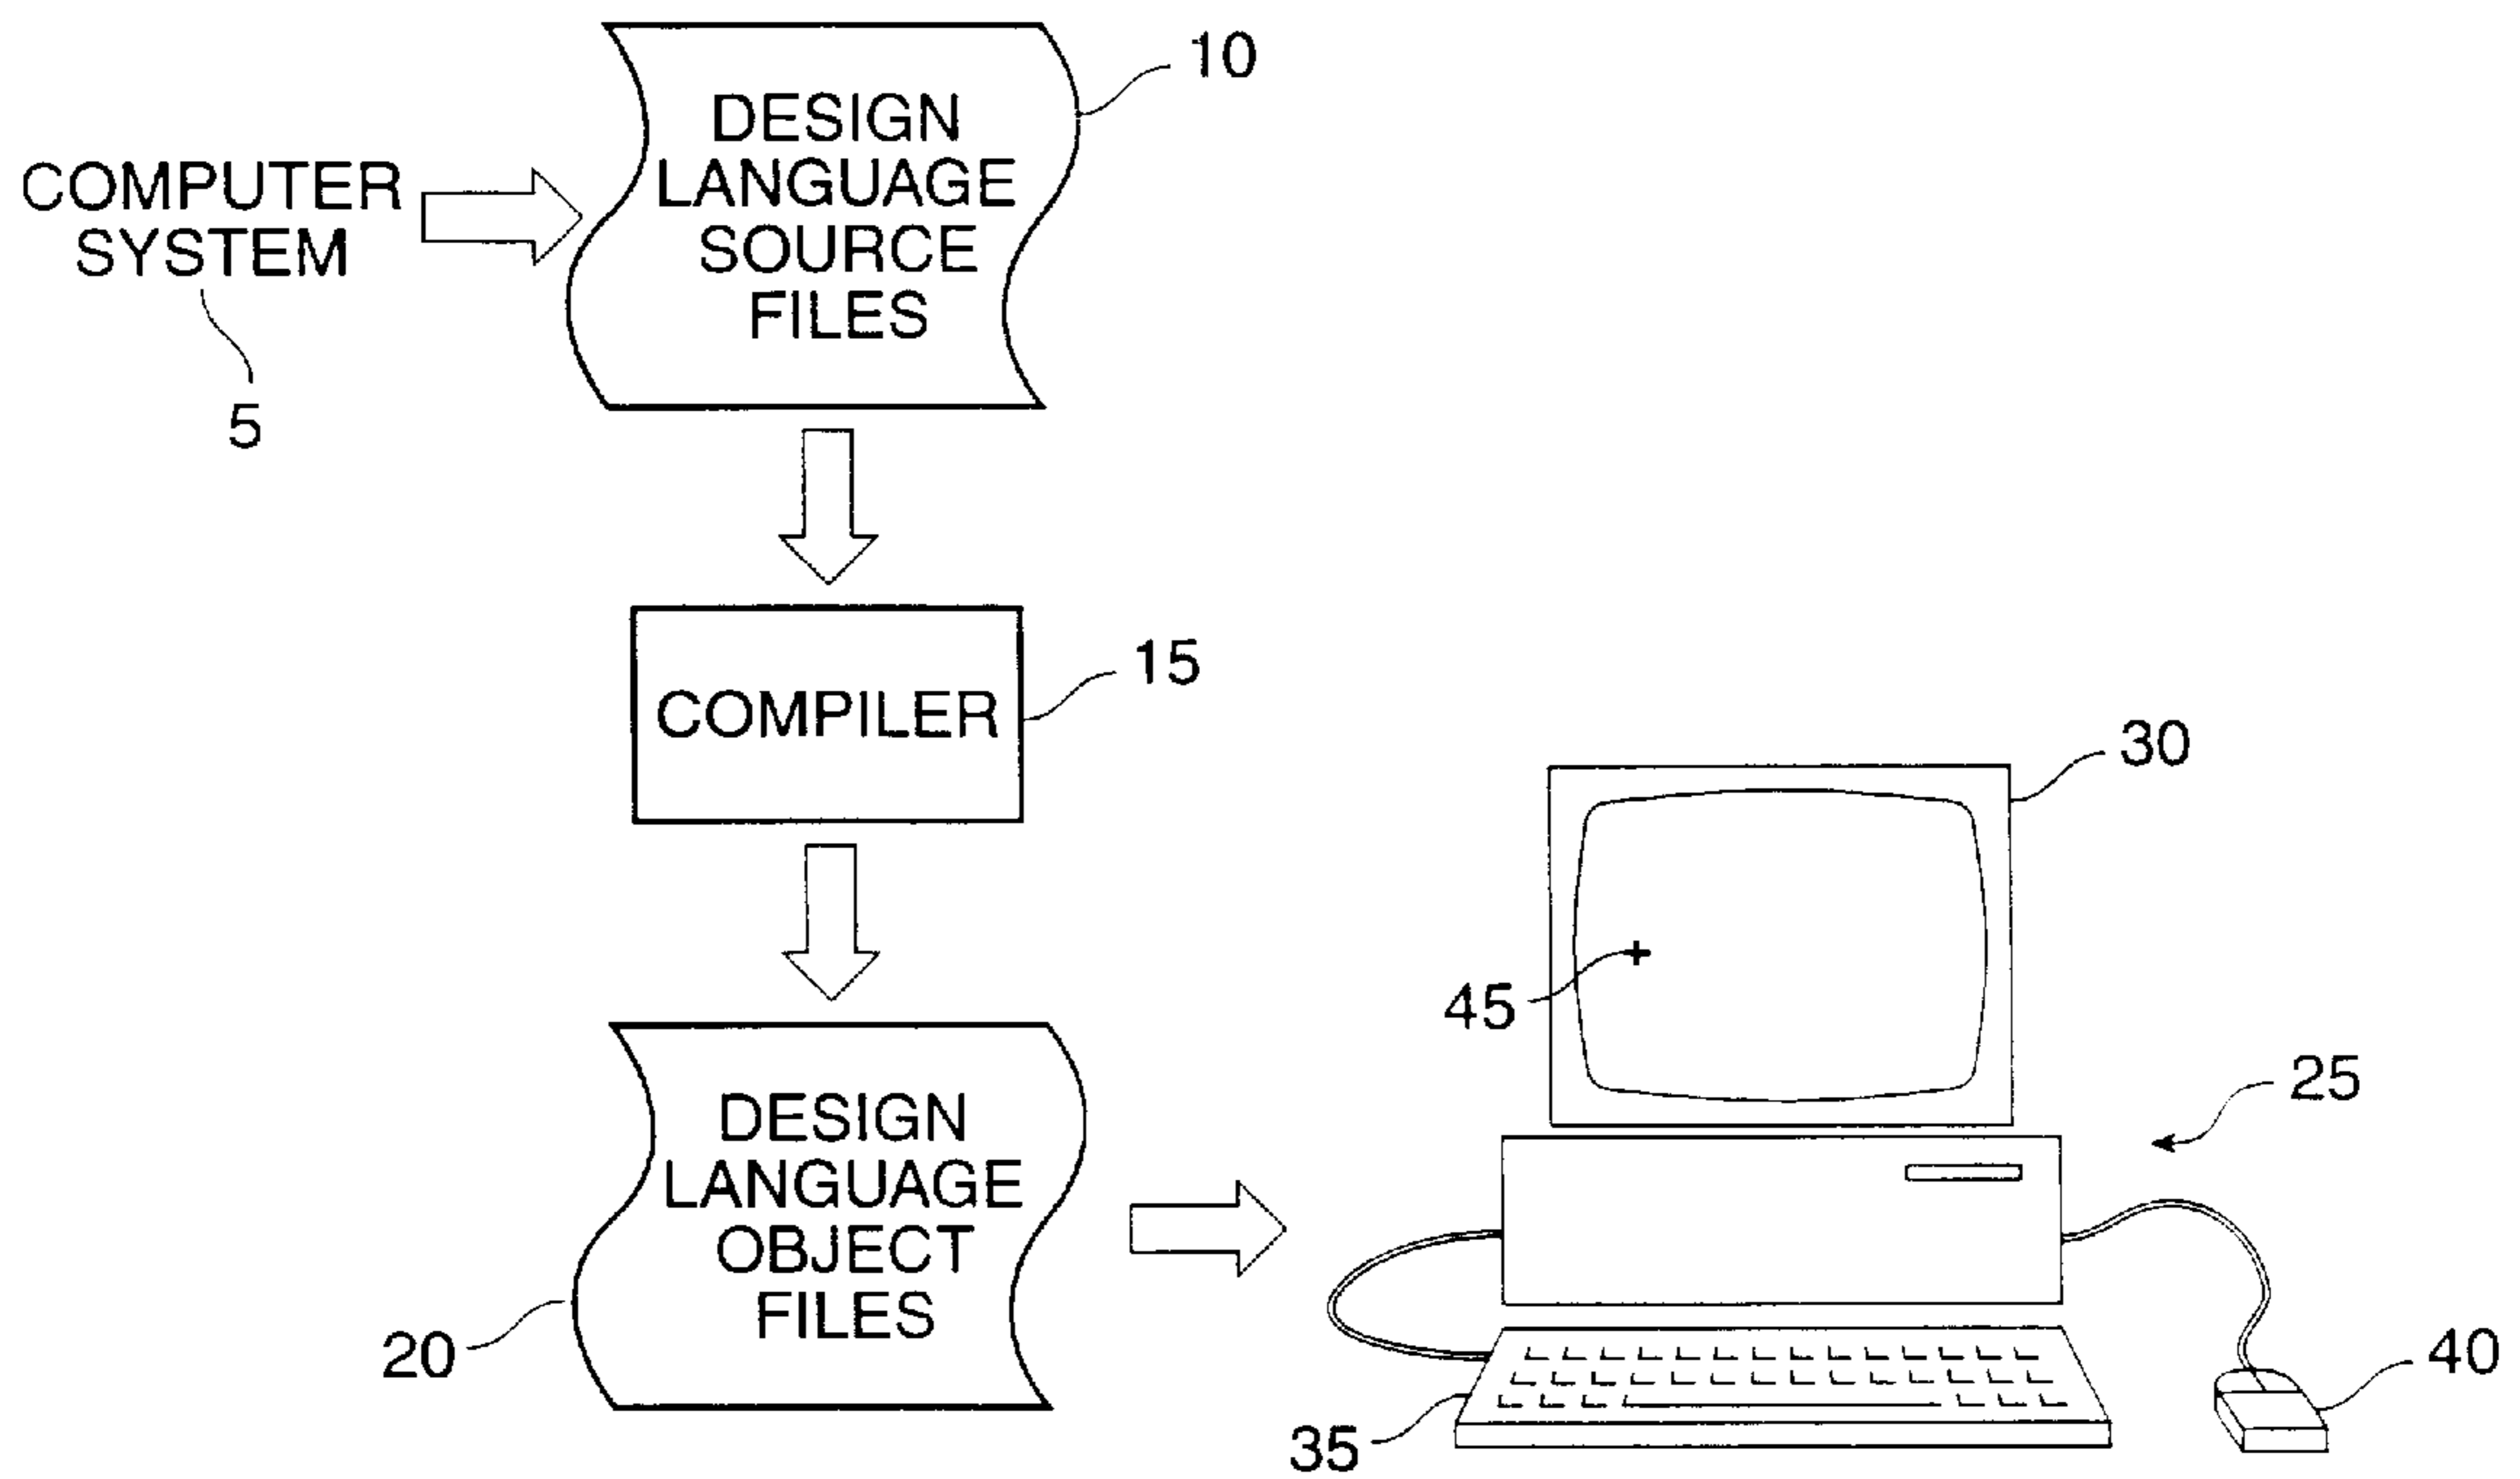 10
DESIGN
LANGUAGE
SOURCE
FILES
COMPUTER
SYSTEM
5
15
COMPILER
30
45
25
DESIGN
LANGUAGE
OBJECT
FILES
20
40
35